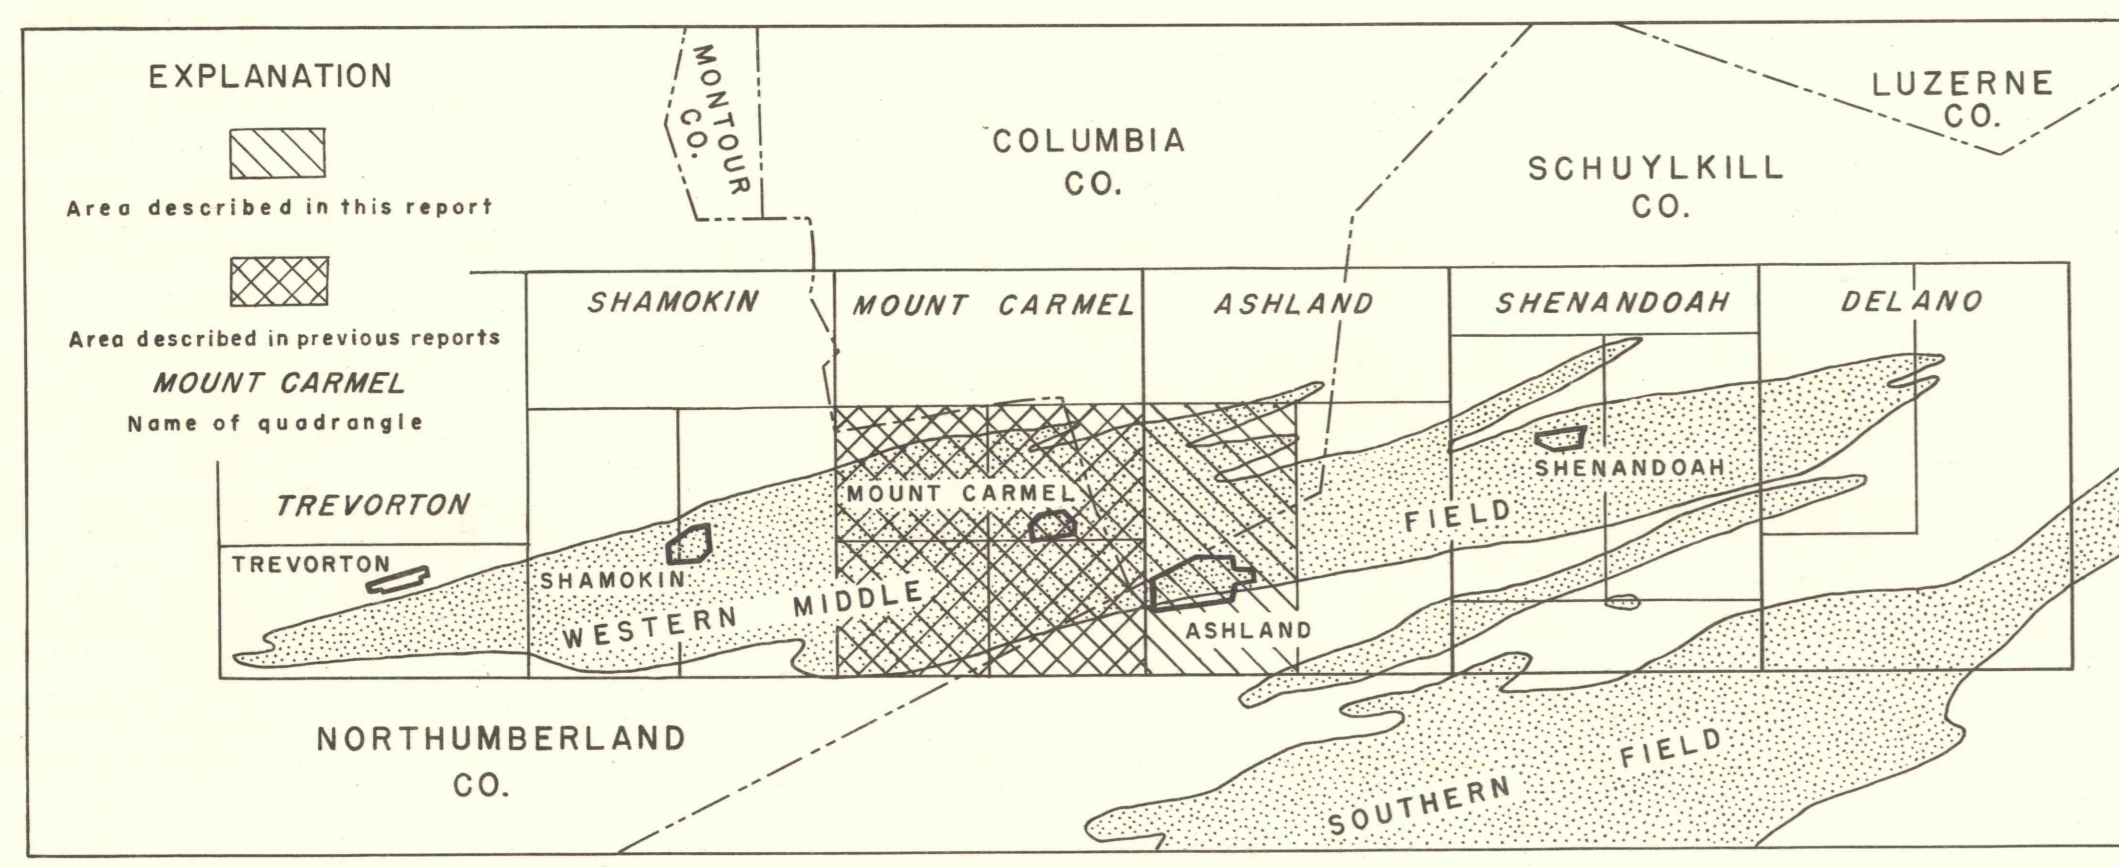 EXPLANATION
Area described in this report
Area described in previous reports
MOUNT CARMEL
Name of quadrangle
MONTOUR
CO.
COLUMBIA
CO.
SCHUYLKILL
CO.
LUZERNE
CO.
SHAMOKIN
MOUNT CARMEL
ASHLAND
SHENANDOAH
DELANO
TREVORTON
TREVORTON
SHAMOKIN
MOUNT CARMEL
ASHLAND
SHENANDOAH
WESTERN MIDDLE FIELD
NORTHUMBERLAND
CO.
SOUTHERN FIELD